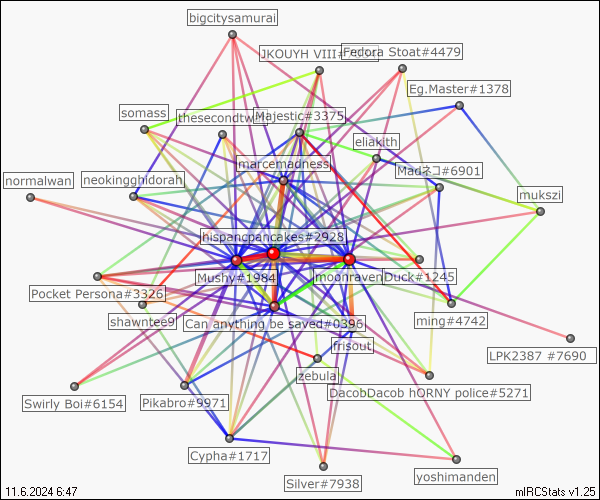 bigcitysamurai
JKOUYH VIII#
Fedora Stoat#4479
Eg.Master#1378
somass
Majestic#3375
eliakith
marcemadness
Madネコ#6901
normalwan
neokingghidorah
mukszi
hispanopancakes#2928
Mushy#1984
moonraven
Duck#1245
Pocket Persona#3326
shawntee9
Can anything be saved#0396
ming#4742
frisout
LPK2387 #7690
zebula
Swirly Boi#6154
Pikabro#9971
DacobDacob hORNY police#5271
Cypha#1717
Silver#7938
yoshimanden
11.6.2024 6:47
mIRCStats v1.25